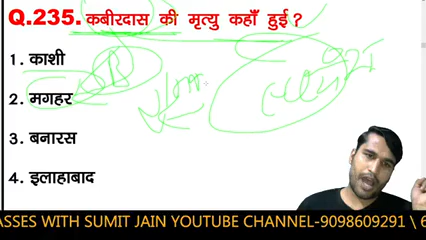 Q.235. कबीरदास की मृत्यु कहाँ हुई ?
1. काशी
2. मगहर
3. बनारस
4. इलाहाबाद
ASSES WITH SUMIT JAIN YOUTUBE CHANNEL-9098609291 \ 6